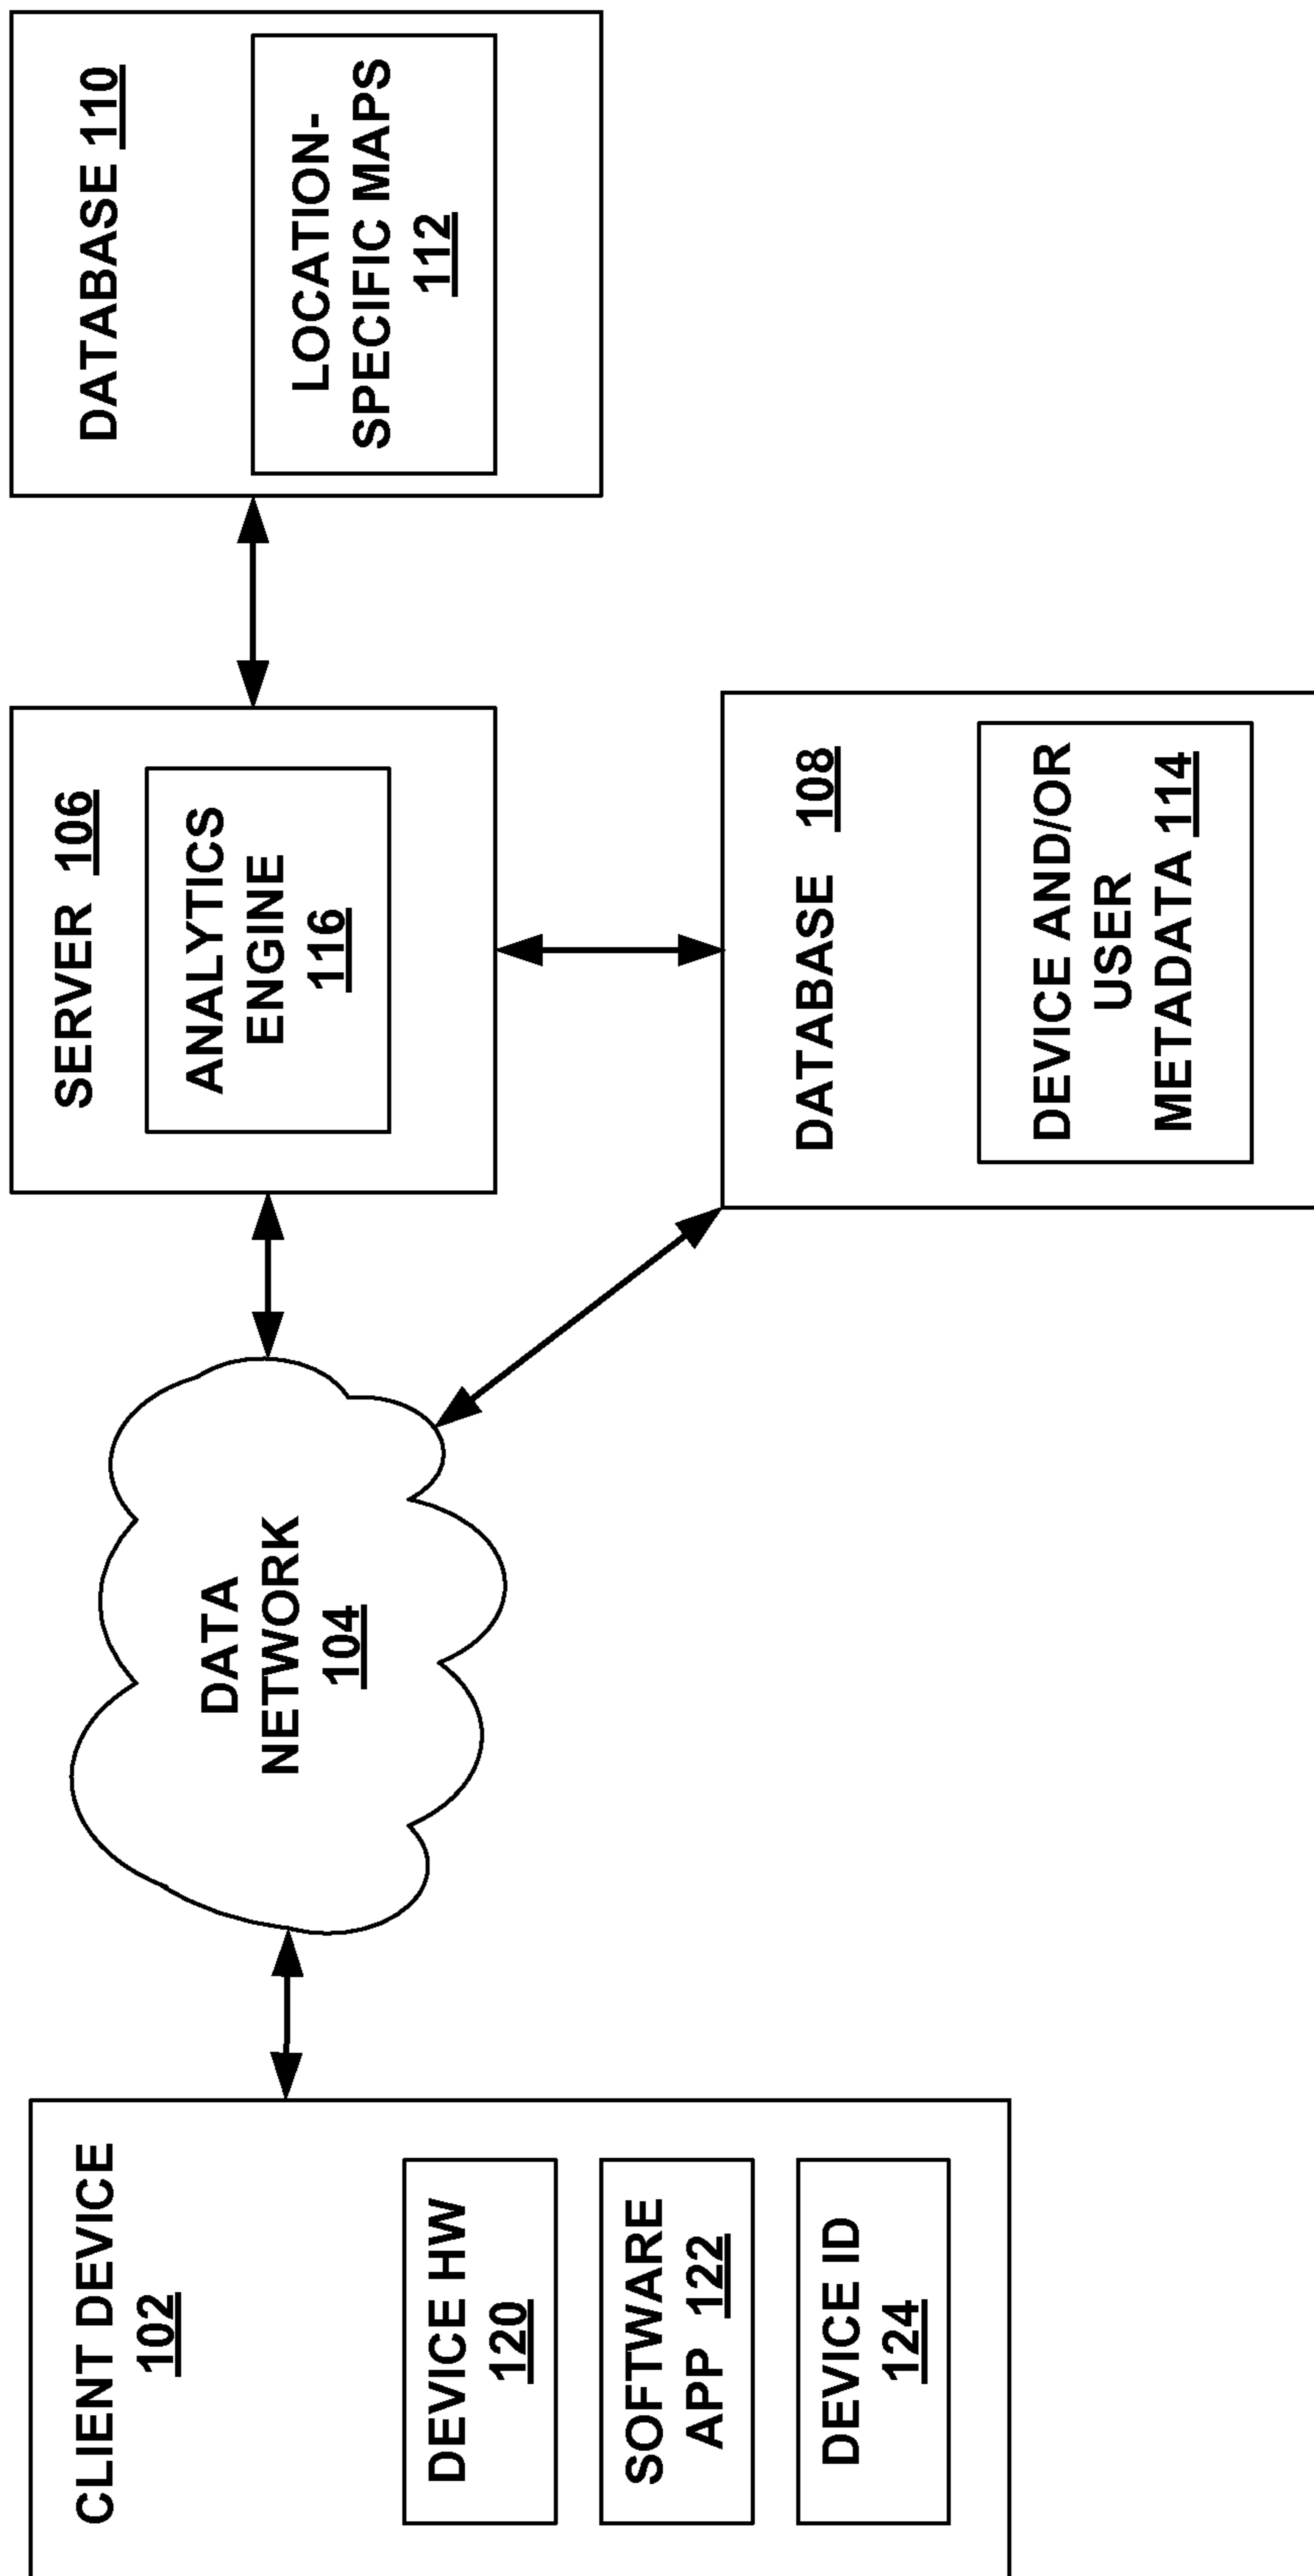 CLIENT DEVICE
102
DEVICE HW
120
SOFTWARE
APP 122
DEVICE ID
124
DATA
NETWORK
104
SERVER 106
ANALYTICS
ENGINE
116
DATABASE 108
DEVICE AND/OR
USER
METADATA 114
DATABASE 110
LOCATION-
SPECIFIC MAPS
112